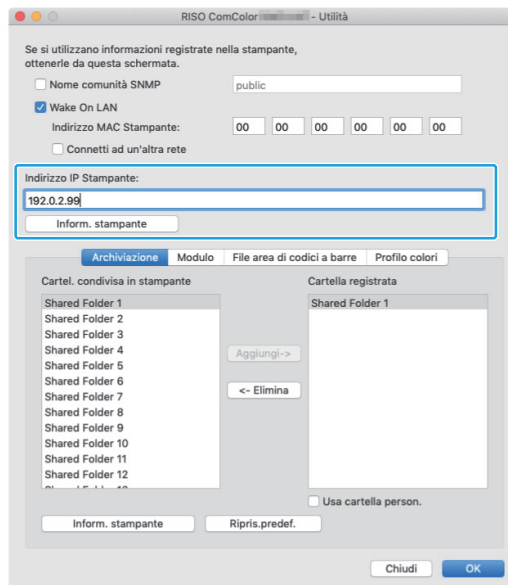 RISO ComColor - Utilità
Se si utilizzano informazioni registrate nella stampante,
ottenerle da questa schermata.
Nome comunità SNMP
public
Wake On LAN
Indirizzo MAC Stampante:
00 00 00 00 00 00
Connetti ad un'altra rete
Indirizzo IP Stampante:
192.0.2.99
Inform. stampante
Archiviazione Modulo File area di codici a barre Profilo colori
Cartel. condivisa in stampante
Cartella registrata
Shared Folder 1
Shared Folder 2
Shared Folder 3
Shared Folder 4
Shared Folder 5
Shared Folder 6
Shared Folder 7
Shared Folder 8
Shared Folder 9
Shared Folder 10
Shared Folder 11
Shared Folder 12
Aggiungi->
<- Elimina
Shared Folder 1
Usa cartella person.
Inform. stampante
Ripris.predef.
Chiudi
OK